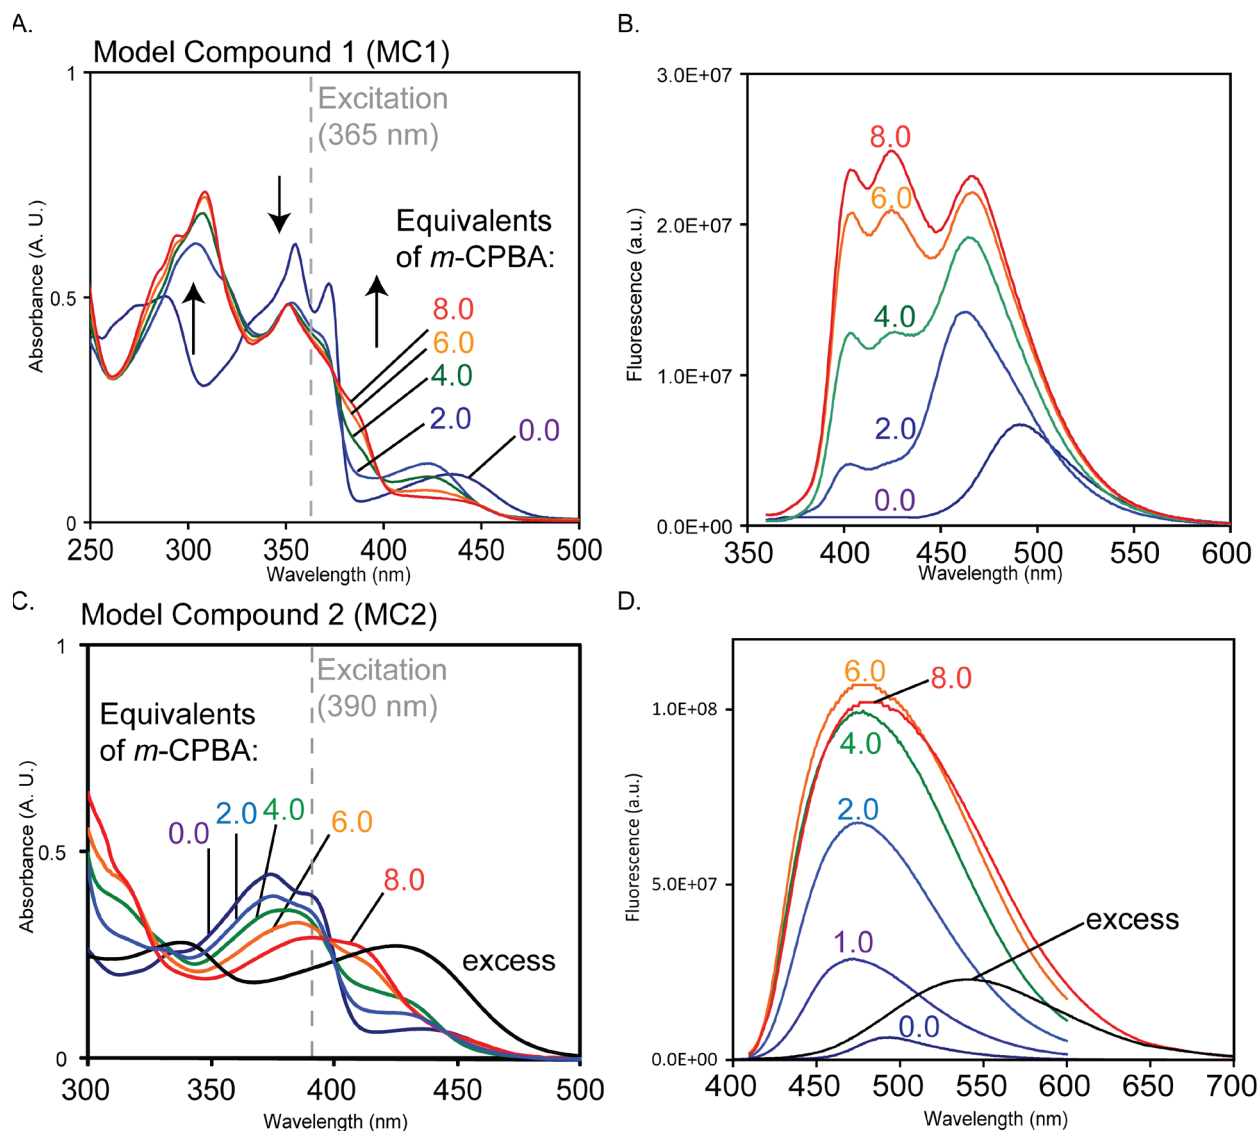 A.
Model Compound 1 (MC1)
1
0.5
0
Absorbance (A. U.)
Excitation
(365 nm)
Equivalents
of m-CPBA:
8.0
6.0
4.0
2.0
0.0
250 300 350 400 450 500
Wavelength (nm)
B.
3.0E+07
2.0E+07
1.0E+07
0.0E+00
Fluorescence (a.u.)
8.0
6.0
4.0
2.0
0.0
350 400 450 500 550 600
Wavelength (nm)
C.
Model Compound 2 (MC2)
1
0.5
0
Absorbance (A. U.)
Excitation
(390 nm)
Equivalents
of m-CPBA:
0.0 2.0 4.0 6.0
8.0
excess
300 350 400 450 500
Wavelength (nm)
D.
1.0E+08
5.0E+07
0.0E+00
Fluorescence (a.u.)
6.0
8.0
4.0
2.0
1.0
excess
0.0
400 450 500 550 600 650 700
Wavelength (nm)